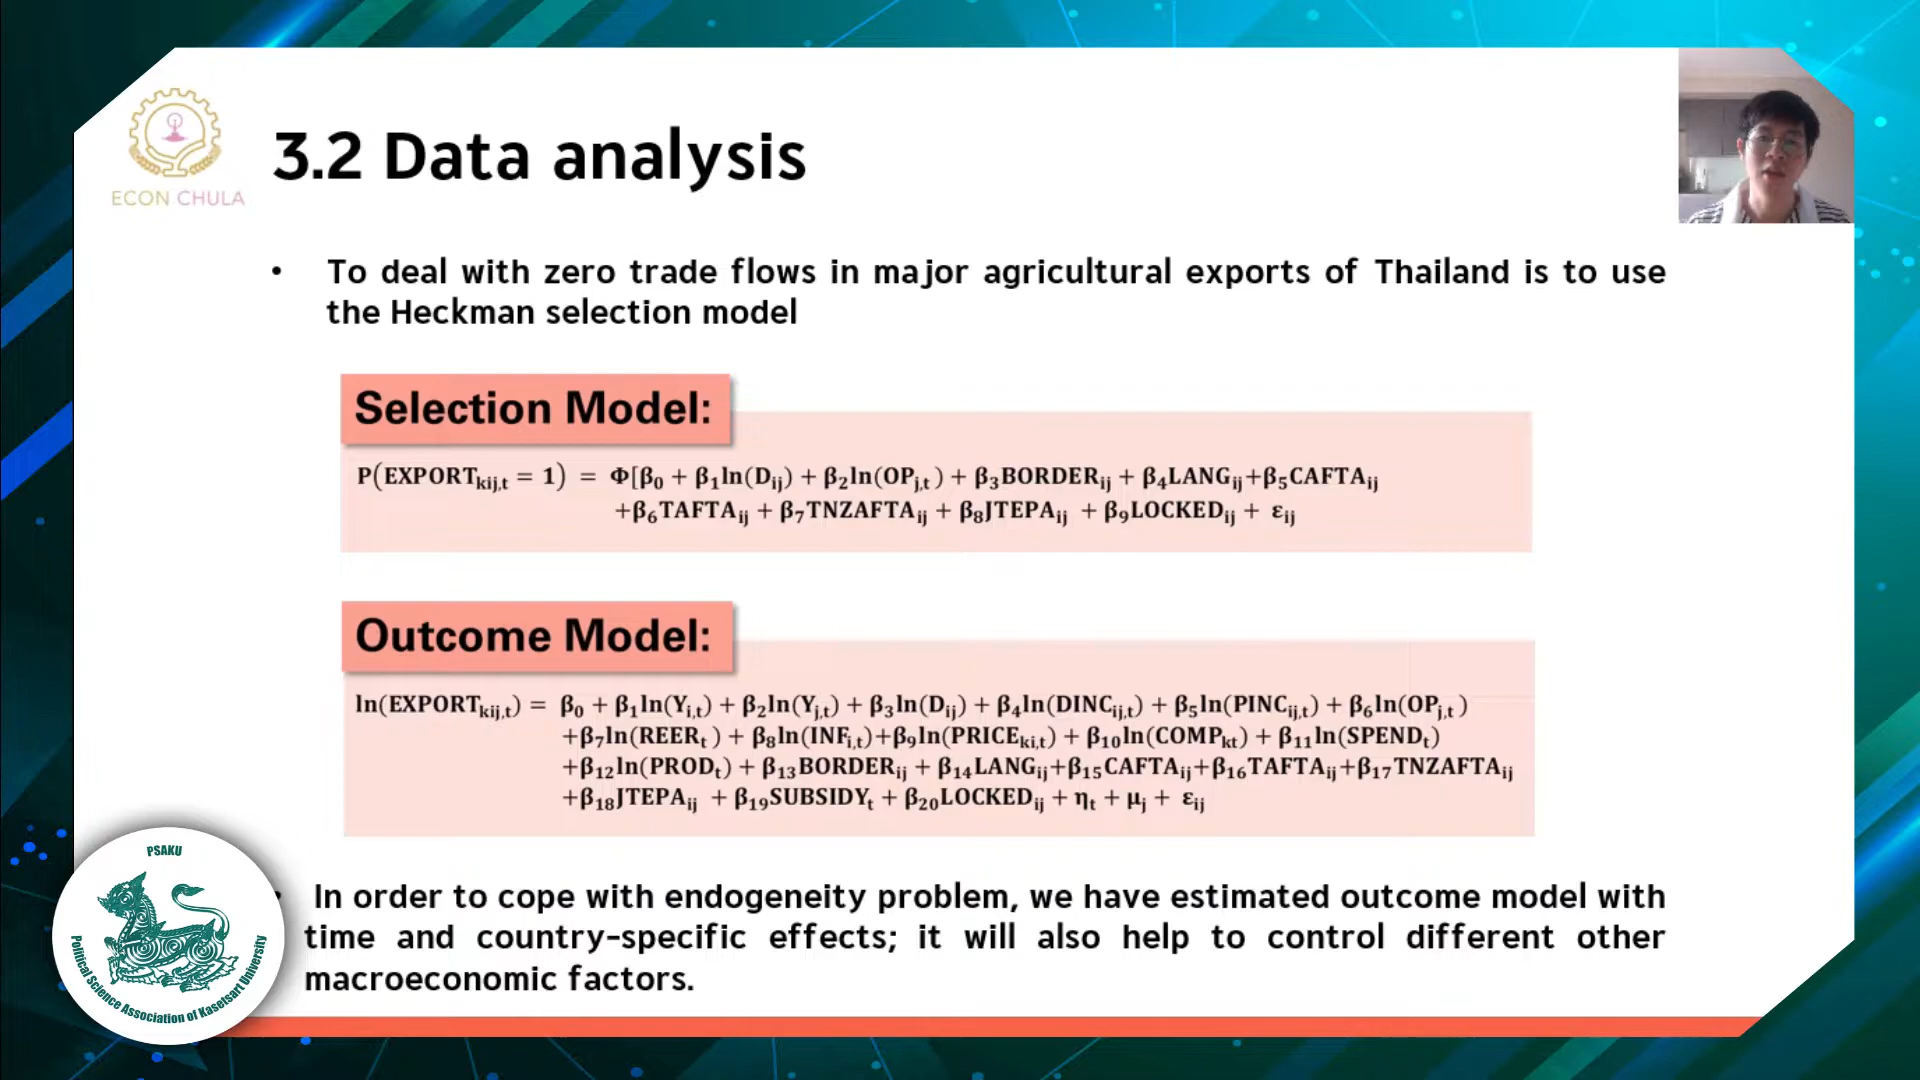 ECON CHULA
3.2 Data analysis
• To deal with zero trade flows in major agricultural exports of Thailand is to use
the Heckman selection model
Selection Model:
P(EXPORTkij,t = 1) = Φ[β0 + β1ln(Dij) + β2ln(OPj,t) + β3BORDERij + β4LANGij+β5CAFTAij
+β6TAFTAij + β7TNZAFTAij + β8JTEPAij + β9LOCKEDij + εij
Outcome Model:
ln(EXPORTkij,t) = β0 + β1ln(Yi,t) + β2ln(Yj,t) + β3ln(Dij) + β4ln(DINCij,t) + β5ln(PINCij,t) + β6ln(OPj,t)
+β7ln(REERt) + β8ln(INFi,t)+β9ln(PRICEki,t) + β10ln(COMPkt) + β11ln(SPENDt)
+β12ln(PRODt) + β13BORDERij + β14LANGij+β15CAFTAij+β16TAFTAij+β17TNZAFTAij
+β18JTEPAij + β19SUBSIDYt + β20LOCKEDij + ηt + μj + εij
In order to cope with endogeneity problem, we have estimated outcome model with
time and country-specific effects; it will also help to control different other
macroeconomic factors.
PSAKU
Political Science Association of Kasetsart University